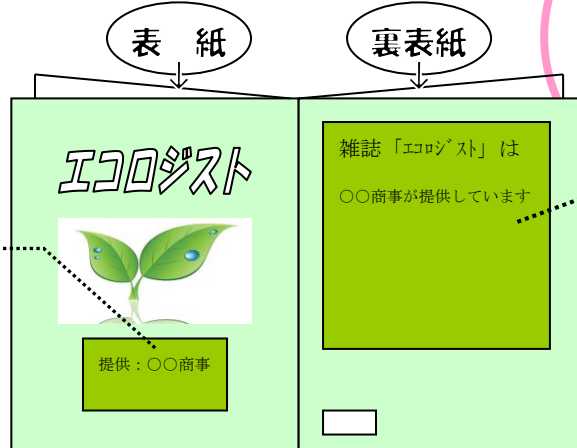 表　紙
裏表紙
エコロジスト
提供：〇〇商事
雑誌「ｴｺﾛｼﾞｽﾄ」は
〇〇商事が提供しています